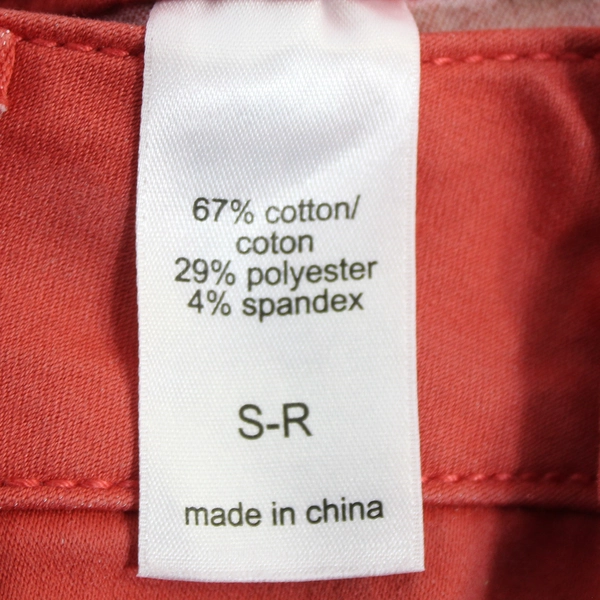 67% cotton/
coton
29% polyester
4% spandex
S-R
made in china